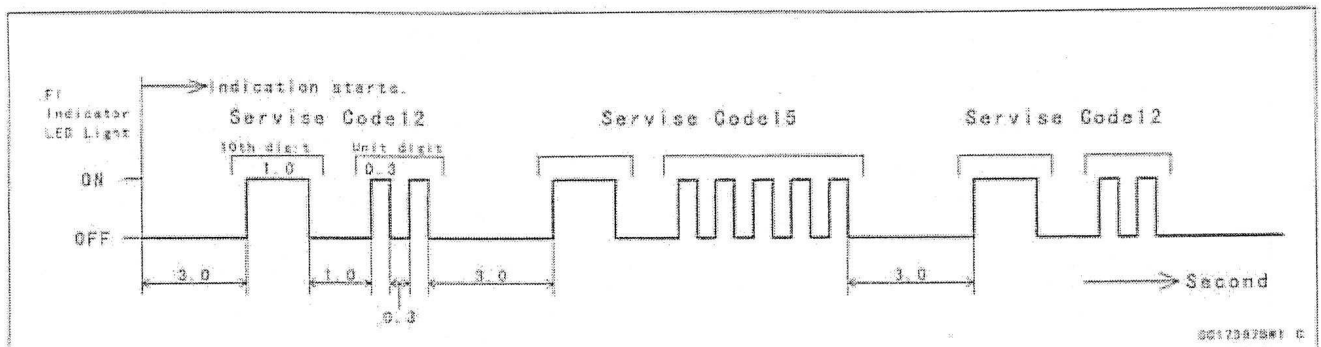 Indication starts.
FI
Indicator
LED Light
Servise Code12
Servise Code15
Servise Code12
10th digit
Unit digit
1.0
0.3
ON
OFF
3.0
1.0
3.0
3.0
Second
0.3